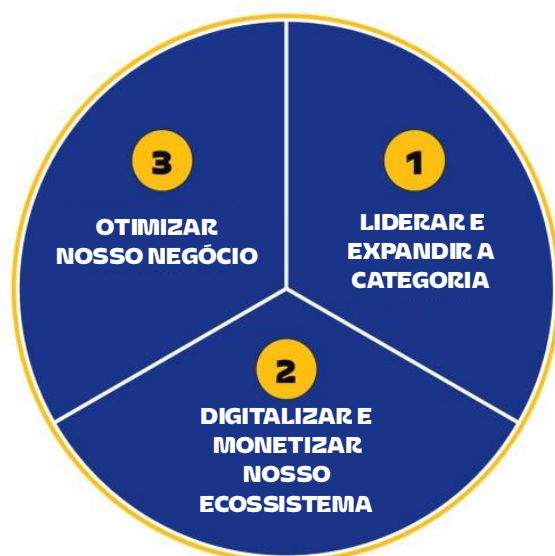 1
LIDERAR E
EXPANDIR A
CATEGORIA
2
DIGITALIZAR E
MONETIZAR
NOSSO
ECOSSISTEMA
3
OTIMIZAR
NOSSO NEGÓCIO